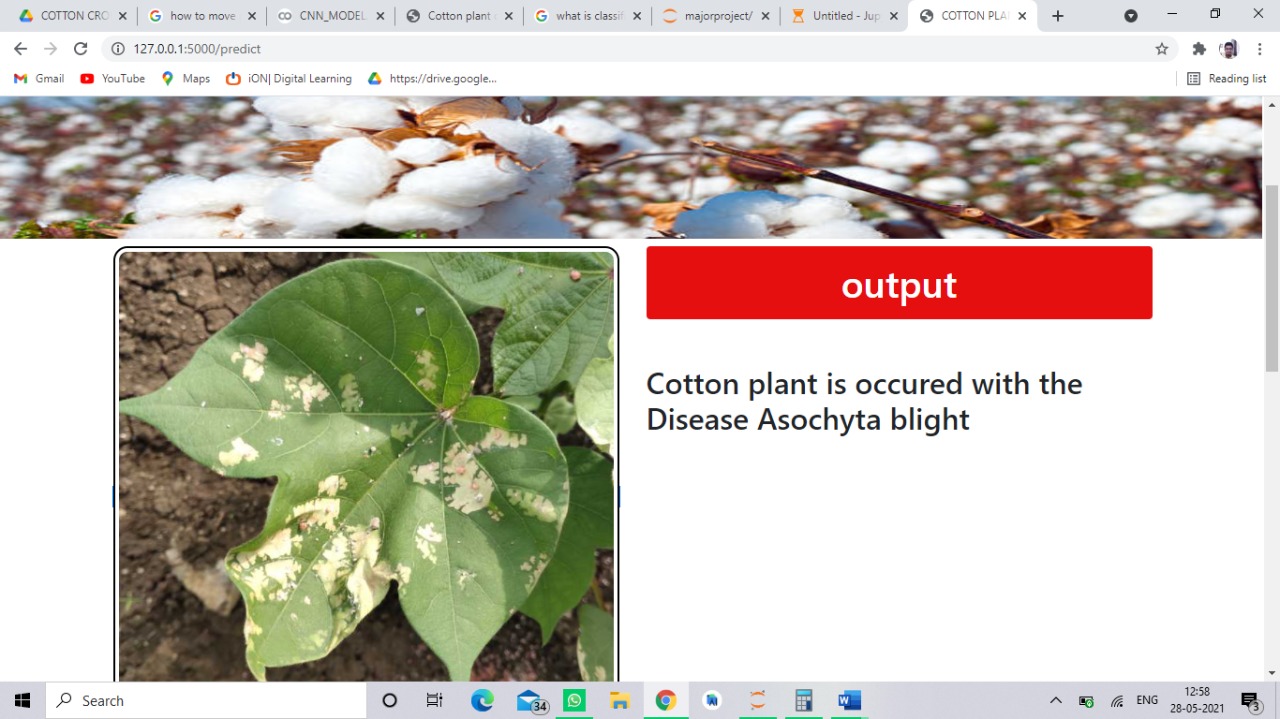 COTTON CRO
how to move
CNN_MODEL
Cotton plant
what is classif
majorproject/
Untitled - Jup
COTTON PLA
127.0.0.1:5000/predict
Gmail
YouTube
Maps
iON| Digital Learning
https://drive.google...
Reading list
output
Cotton plant is occured with the
Disease Asochyta blight
Search
34
ENG
12:58
28-05-2021
3